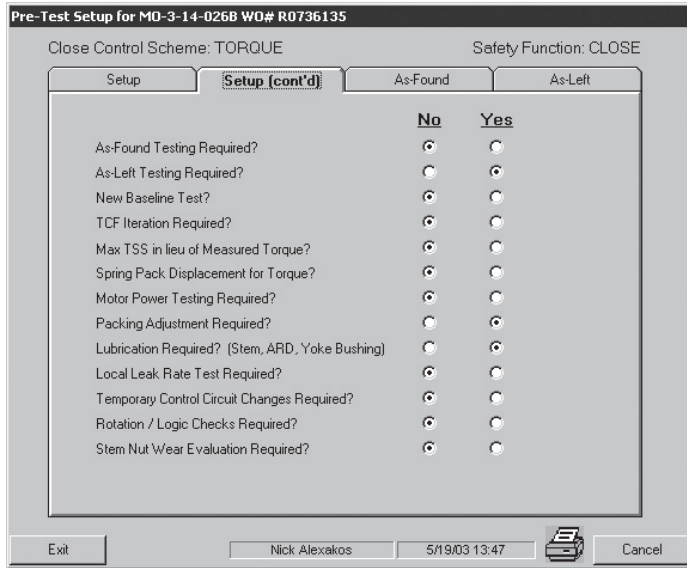 Pre-Test Setup for MO-3-14-026B WO# R0736135
Close Control Scheme: TORQUE Safety Function: CLOSE
Setup Setup (cont'd) As-Found As-Left
No Yes
As-Found Testing Required?
As-Left Testing Required?
New Baseline Test?
TCF Iteration Required?
Max TSS in lieu of Measured Torque?
Spring Pack Displacement for Torque?
Motor Power Testing Required?
Packing Adjustment Required?
Lubrication Required? (Stem, ARD, Yoke Bushing)
Local Leak Rate Test Required?
Temporary Control Circuit Changes Required?
Rotation / Logic Checks Required?
Stem Nut Wear Evaluation Required?
Exit Nick Alexakos 5/19/03 13:47 Cancel